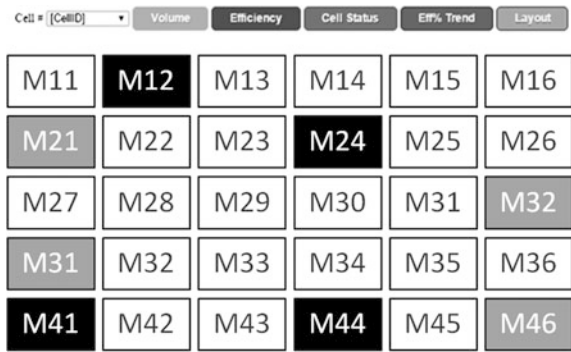 Cell # [CellID] Volume Efficiency Cell Status Eff% Trend Layout
M11 M12 M13 M14 M15 M16
M21 M22 M23 M24 M25 M26
M27 M28 M29 M30 M31 M32
M31 M32 M33 M34 M35 M36
M41 M42 M43 M44 M45 M46